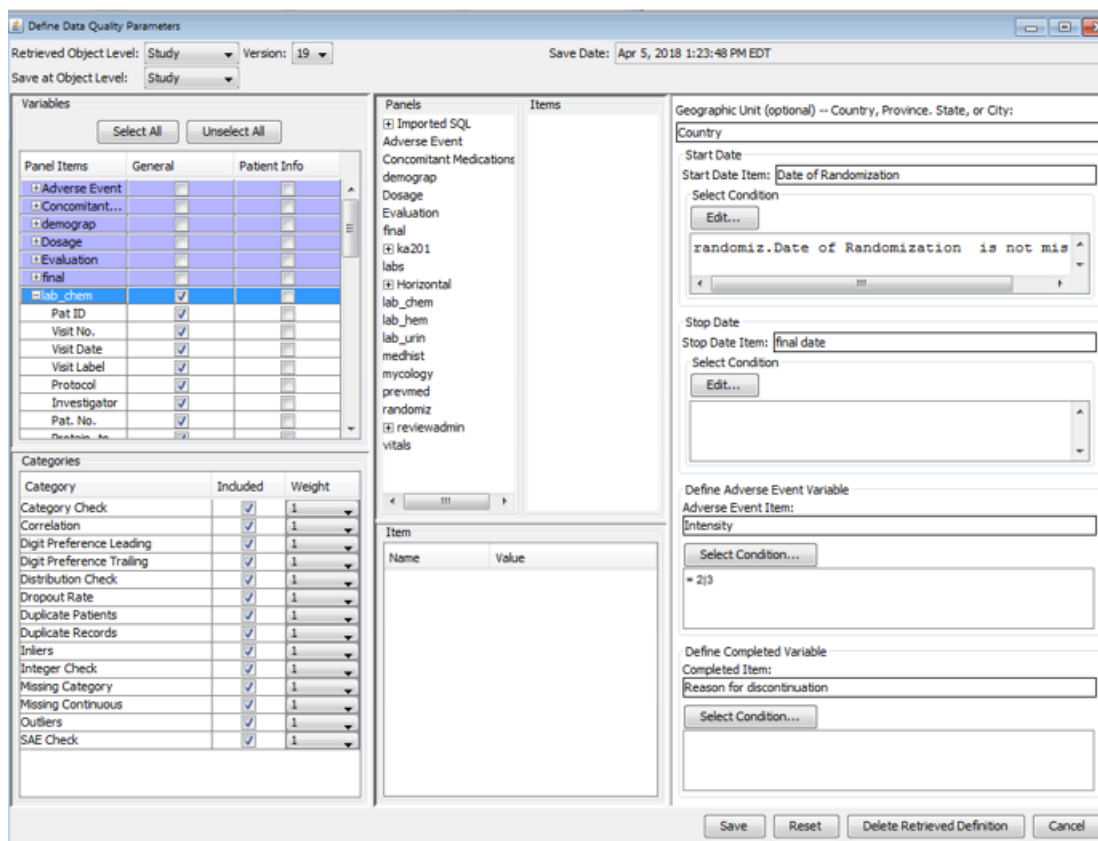 Define Data Quality Parameters
Retrieved Object Level: Study Version: 19 Save Date: Apr 5, 2018 1:23:48 PM EDT
Save at Object Level: Study
Variables
Select All Unselect All
Panel Items General Patient Info
Adverse Event
Concomitant...
demograp
Dosage
Evaluation
final
lab_chem
Pat ID
Visit No.
Visit Date
Visit Label
Protocol
Investigator
Pat. No.
Categories
Category Included Weight
Category Check 1
Correlation 1
Digit Preference Leading 1
Digit Preference Trailing 1
Distribution Check 1
Dropout Rate 1
Duplicate Patients 1
Duplicate Records 1
Inliers 1
Integer Check 1
Missing Category 1
Missing Continuous 1
Outliers 1
SAE Check 1
Panels Items
Imported SQL
Adverse Event
Concomitant Medications
demograp
Dosage
Evaluation
final
ka201
labs
Horizontal
lab_chem
lab_hem
lab_urin
medhist
mycology
prevmed
randomiz
reviewadmin
vitals
Item
Name Value
Geographic Unit (optional) -- Country, Province. State, or City:
Country
Start Date
Start Date Item: Date of Randomization
Select Condition
Edit...
randomiz.Date of Randomization is not mis
Stop Date
Stop Date Item: final date
Select Condition
Edit...
Define Adverse Event Variable
Adverse Event Item:
Intensity
Select Condition...
= 2|3
Define Completed Variable
Completed Item:
Reason for discontinuation
Select Condition...
Save Reset Delete Retrieved Definition Cancel